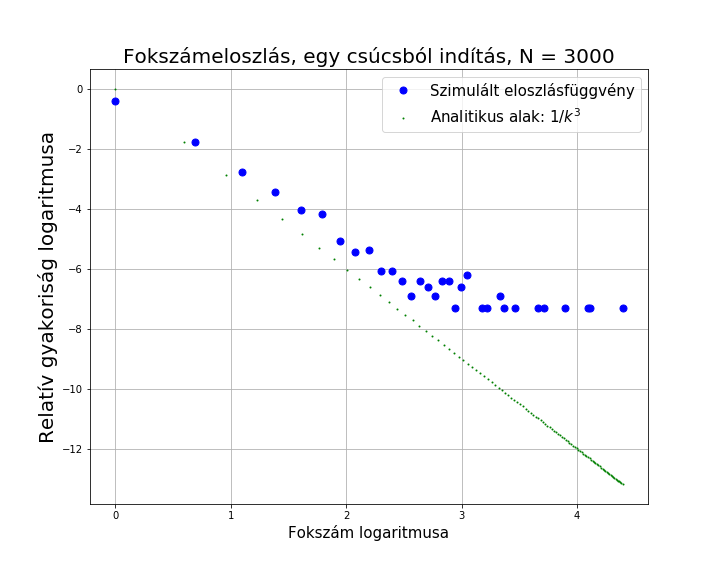 Fokszámeloszlás, egy csúcsból indítás, N = 3000
Szimulált eloszlásfüggvény
Analitikus alak: 1/k³
Relatív gyakoriság logaritmusa
0
−2
−4
−6
−8
−10
−12
0 1 2 3 4
Fokszám logaritmusa